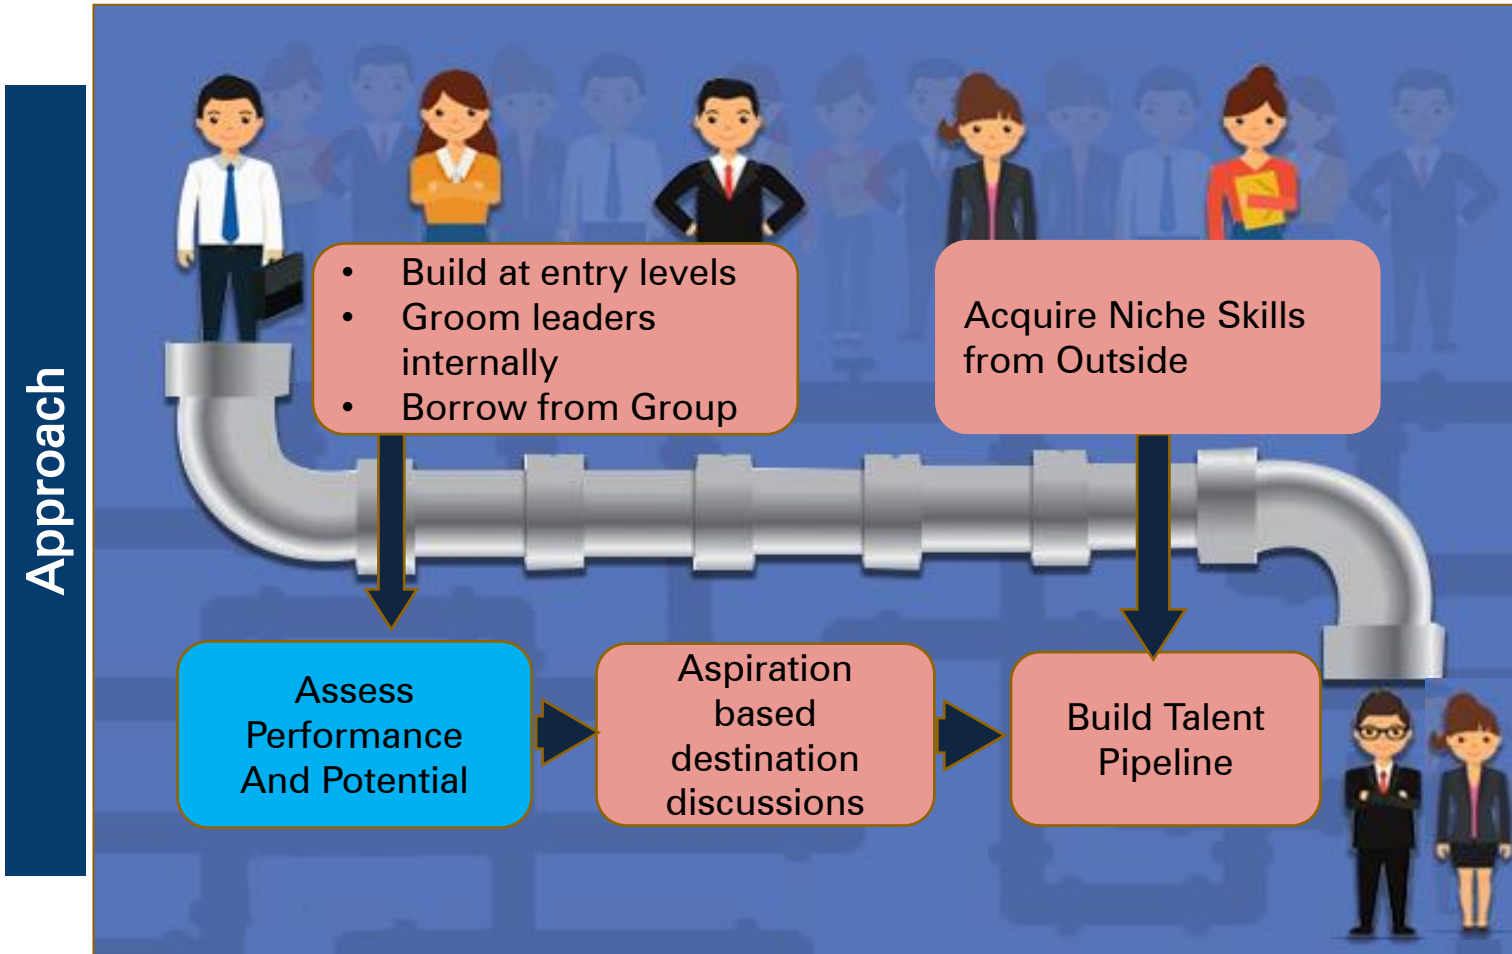 Approach
• Build at entry levels
• Groom leaders
internally
• Borrow from Group
Acquire Niche Skills
from Outside
Assess
Performance
And Potential
Aspiration
based
destination
discussions
Build Talent
Pipeline